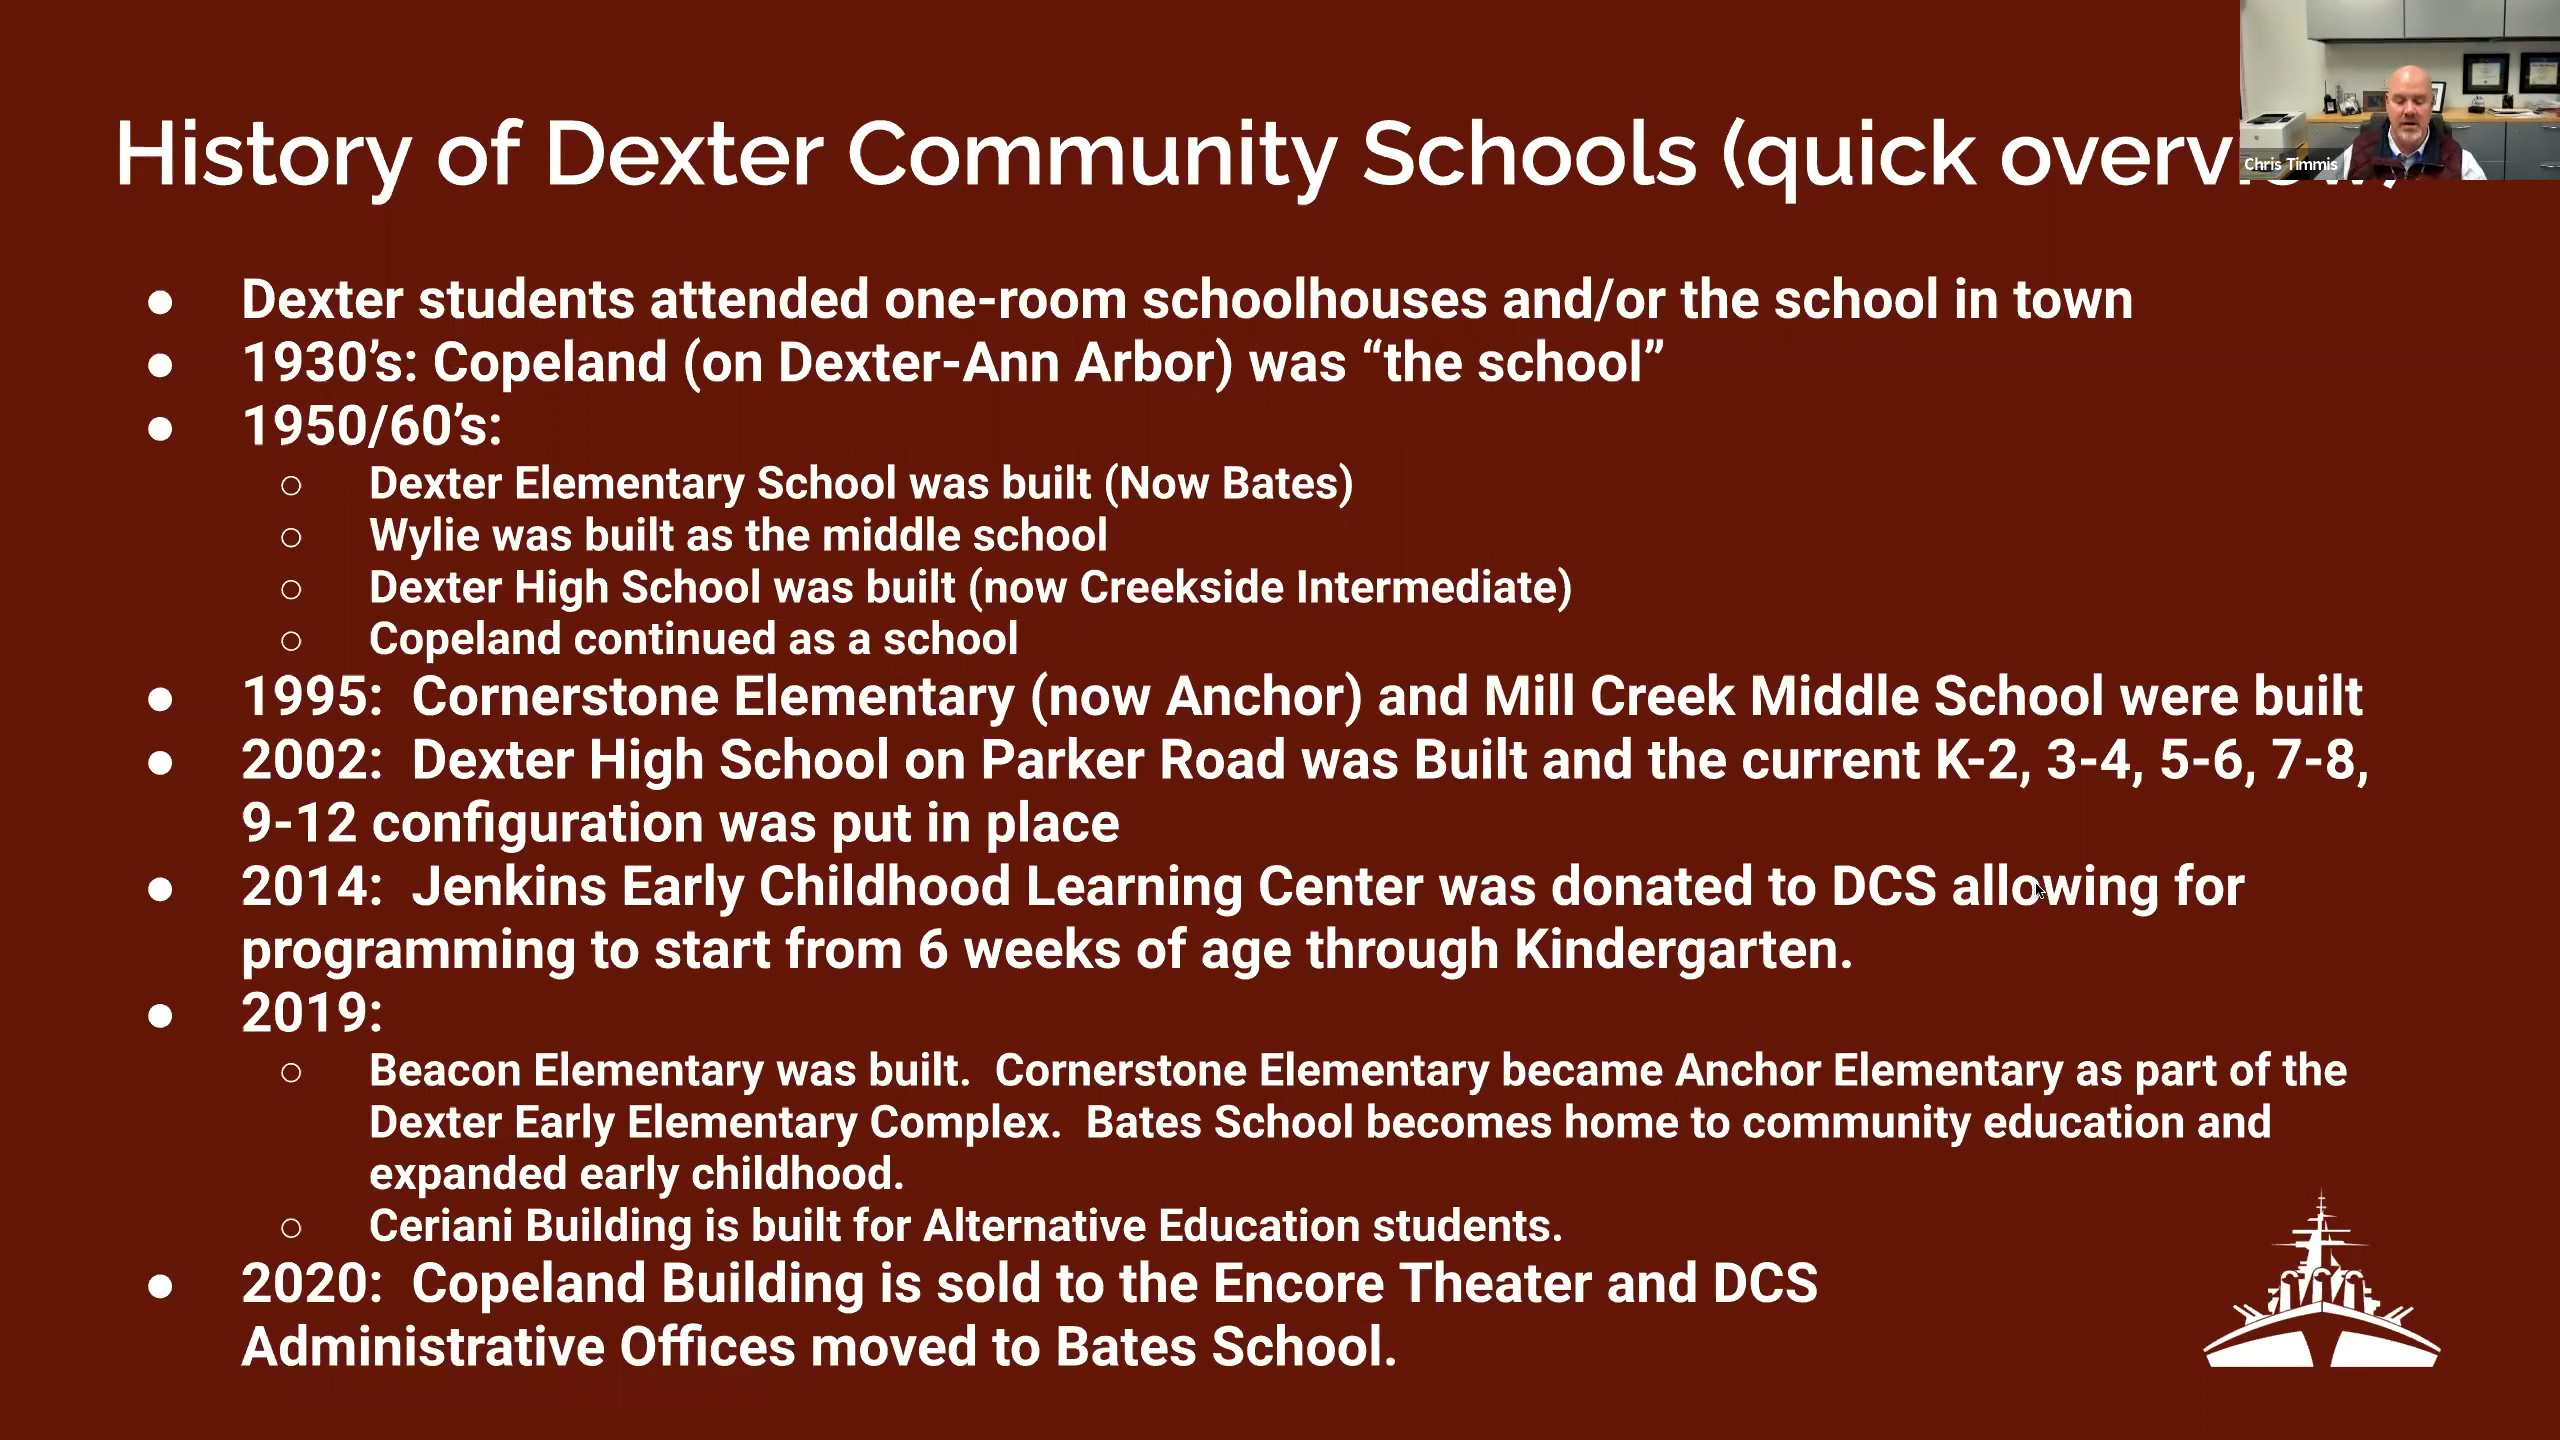 History of Dexter Community Schools (quick
Chris Timmis
● Dexter students attended one-room schoolhouses and/or the school in town
● 1930’s: Copeland (on Dexter-Ann Arbor) was “the school”
● 1950/60’s:
○ Dexter Elementary School was built (Now Bates)
○ Wylie was built as the middle school
○ Dexter High School was built (now Creekside Intermediate)
○ Copeland continued as a school
● 1995: Cornerstone Elementary (now Anchor) and Mill Creek Middle School were built
● 2002: Dexter High School on Parker Road was Built and the current K-2, 3-4, 5-6, 7-8,
9-12 configuration was put in place
● 2014: Jenkins Early Childhood Learning Center was donated to DCS allowing for
programming to start from 6 weeks of age through Kindergarten.
● 2019:
○ Beacon Elementary was built. Cornerstone Elementary became Anchor Elementary as part of the
Dexter Early Elementary Complex. Bates School becomes home to community education and
expanded early childhood.
○ Ceriani Building is built for Alternative Education students.
● 2020: Copeland Building is sold to the Encore Theater and DCS
Administrative Offices moved to Bates School.